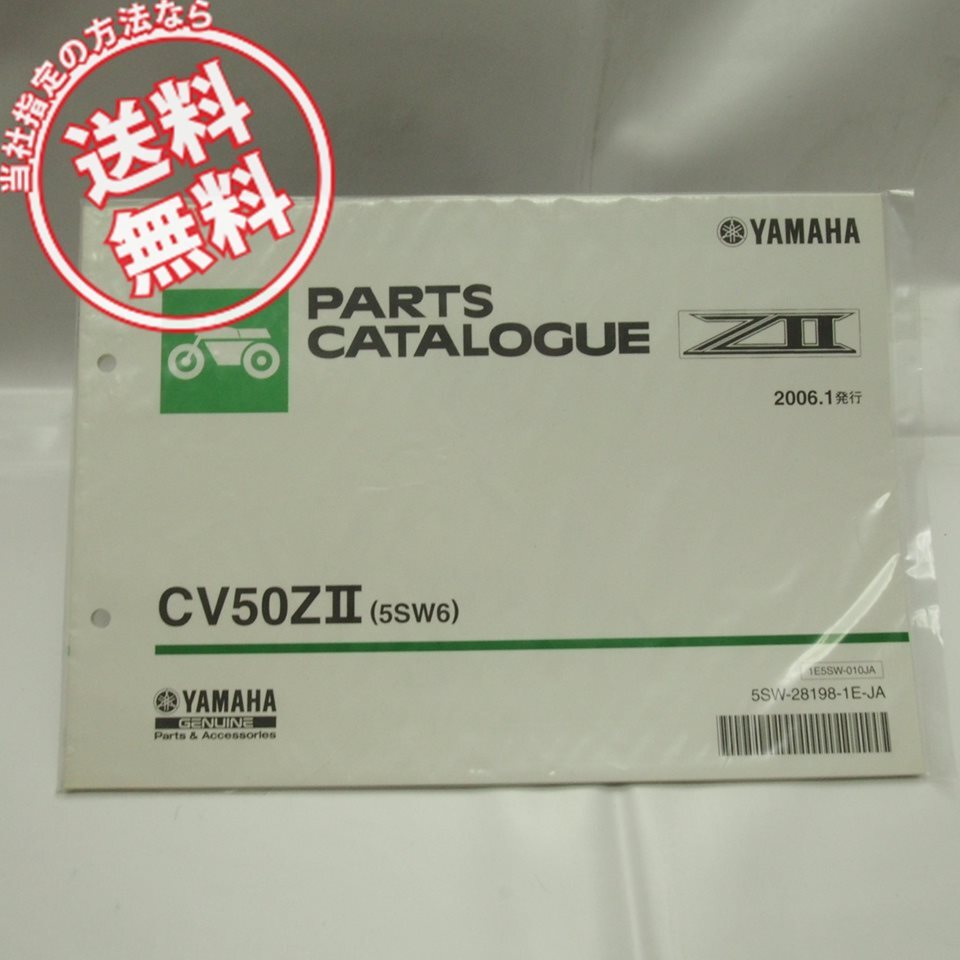 当社指定の方法なら
送料
無料
YAMAHA
PARTS
CATALOGUE
ZII
2006.1発行
CV50ZII (5SW6)
1E5SW-010JA
5SW-28198-1E-JA
YAMAHA
GENUINE
Parts & Accessories